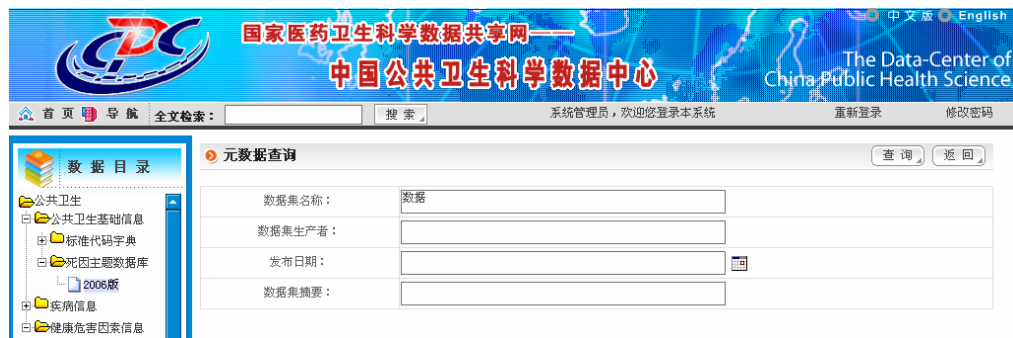 中文版 English
国家医药卫生科学数据共享网——
中国公共卫生科学数据中心
The Data-Center of
China Public Health Science
CDC
首页 导航 全文检索： 搜索 系统管理员，欢迎您登录本系统 重新登录 修改密码
数据目录
公共卫生
公共卫生基础信息
标准代码字典
死因主题数据库
2006版
疾病信息
健康危害因素信息
元数据查询 查询 返回
数据集名称： 数据
数据集生产者：
发布日期：
数据集摘要：